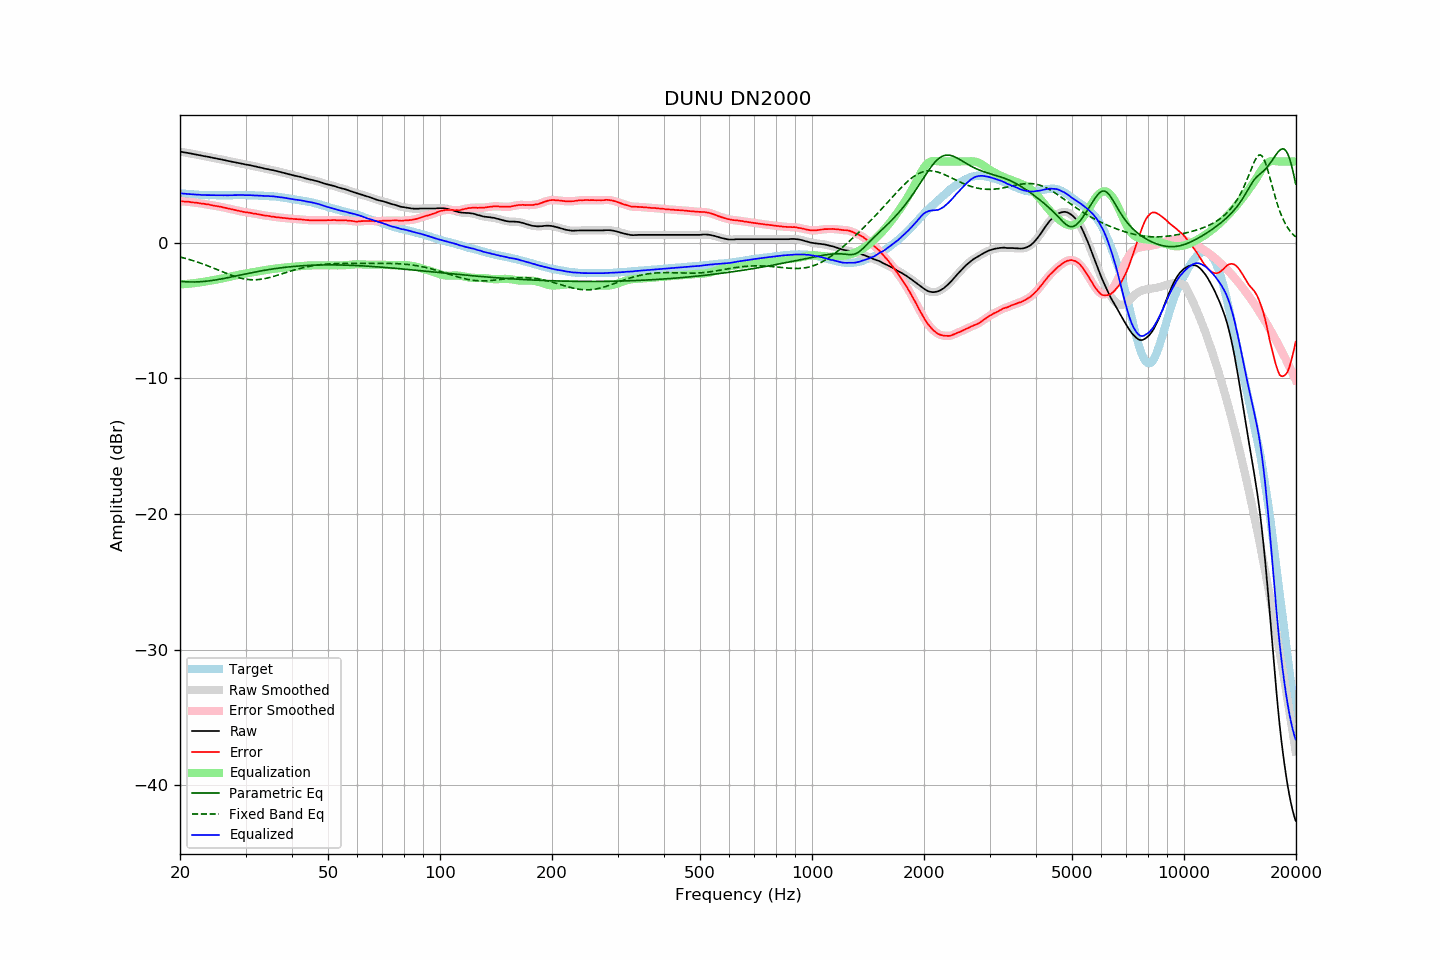 DUNU DN2000
Amplitude (dBr)
0
−10
−20
−30
−40
Target
Raw Smoothed
Error Smoothed
Raw
Error
Equalization
Parametric Eq
Fixed Band Eq
Equalized
20 50 100 200 500 1000 2000 5000 10000 20000
Frequency (Hz)